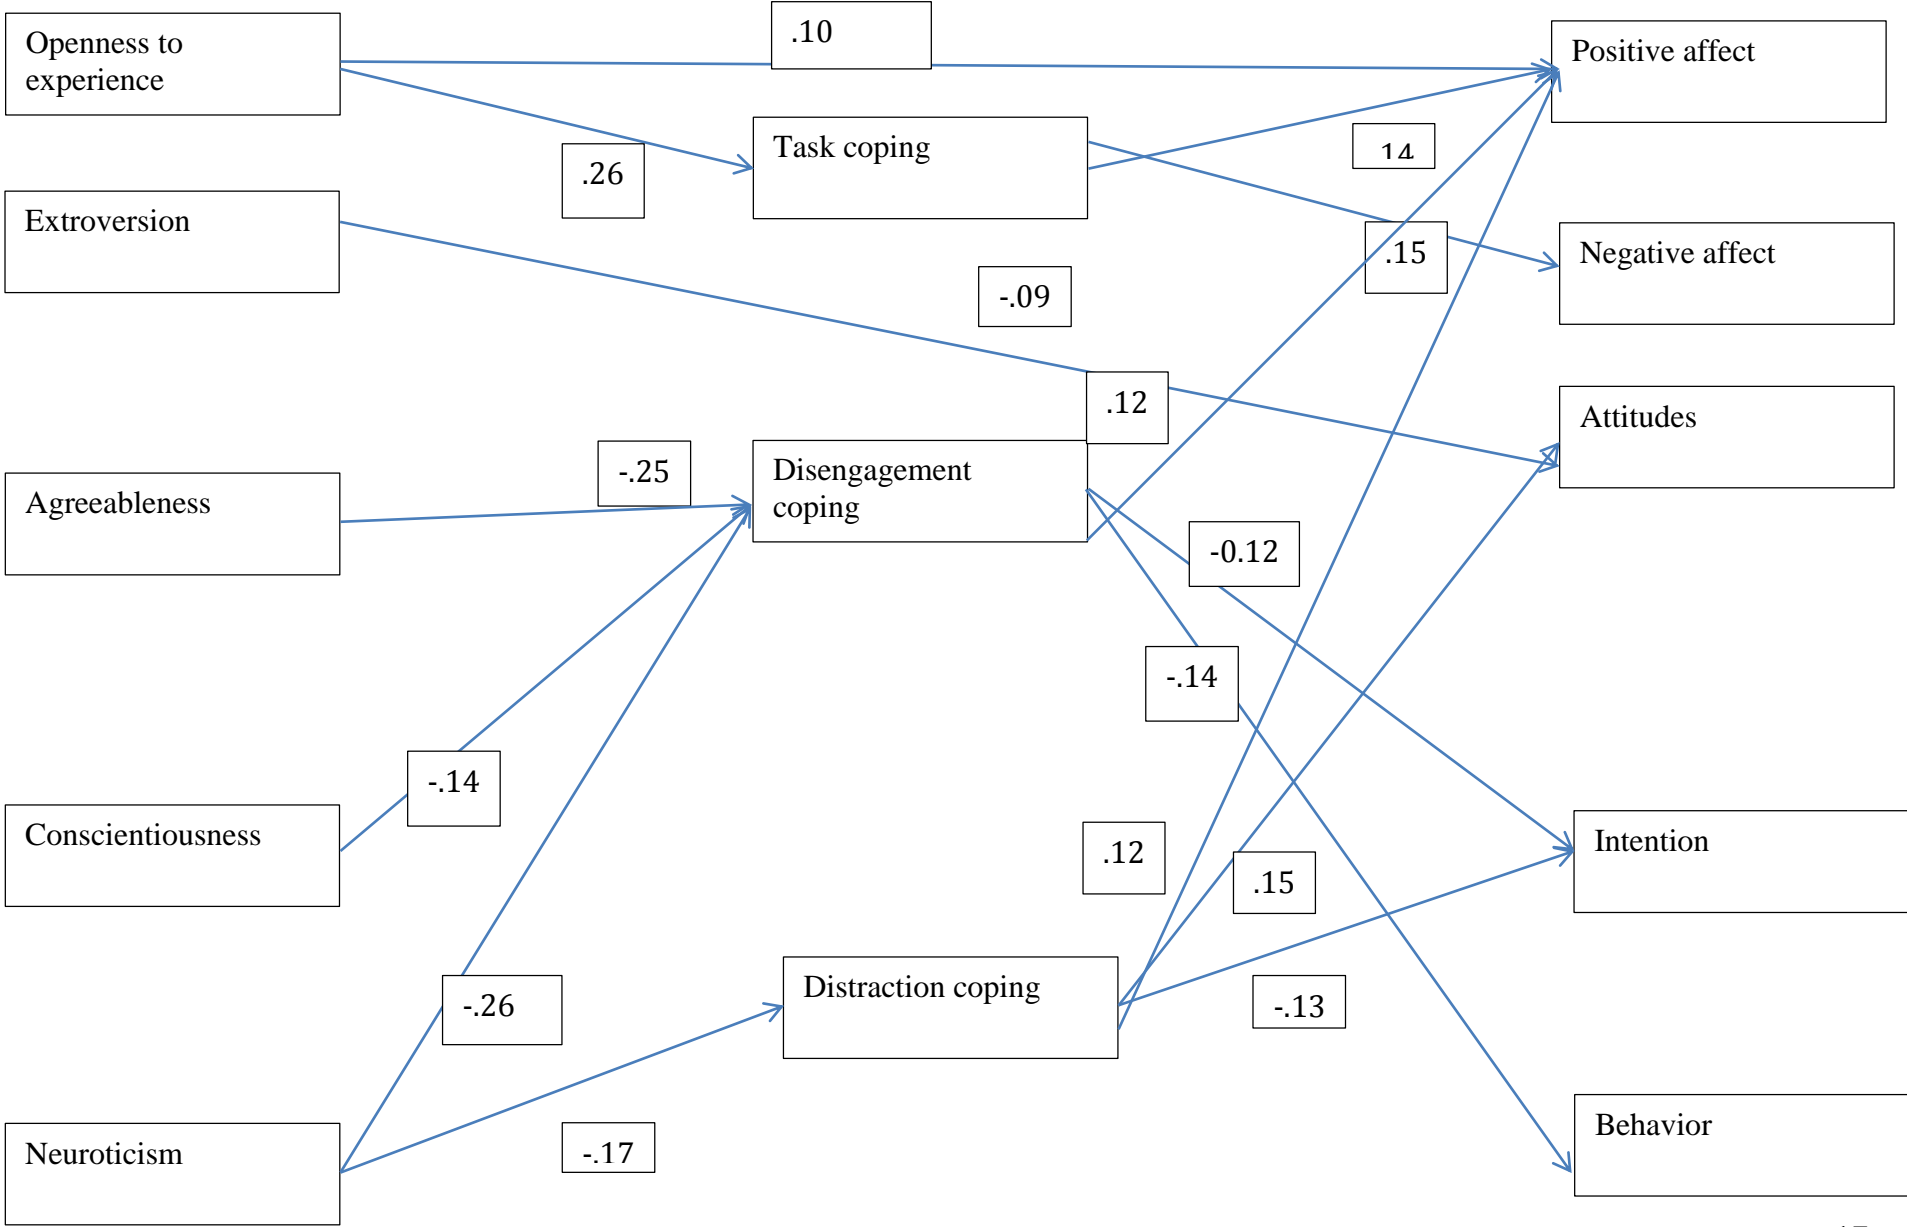 Openness to
experience
.10
Positive affect
Task coping
.14
.26
Extroversion
.15
Negative affect
-.09
.12
Attitudes
-.25
Disengagement
coping
Agreeableness
-0.12
-.14
-.14
Conscientiousness
.12
.15
Intention
-.26
Distraction coping
-.13
Neuroticism
-.17
Behavior